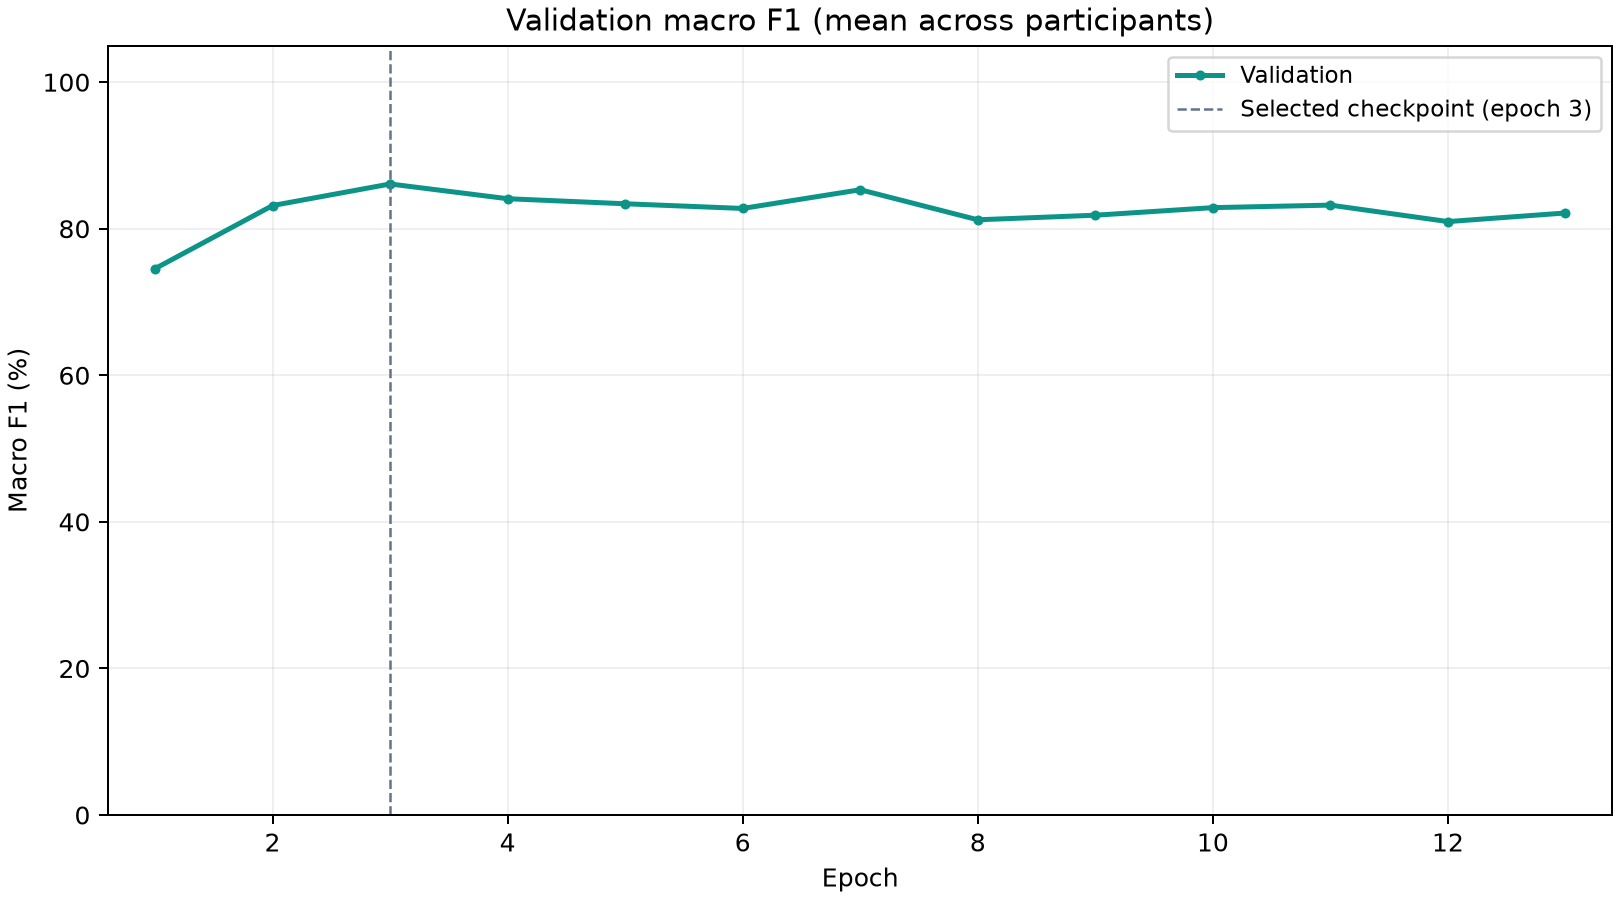 Validation macro F1 (mean across participants)
Validation
Selected checkpoint (epoch 3)
Macro F1 (%)
100
80
60
40
20
0
2 4 6 8 10 12
Epoch